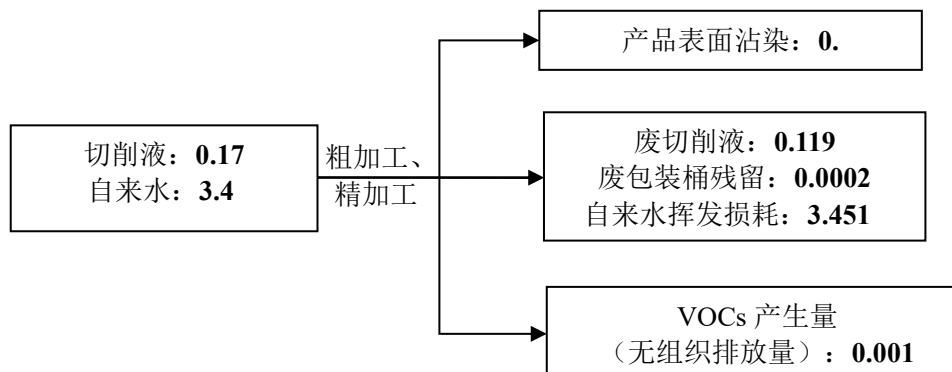 产品表面沾染：0.
切削液：0.17
自来水：3.4
粗加工、
精加工
废切削液：0.119
废包装桶残留：0.0002
自来水挥发损耗：3.451
VOCs 产生量
（无组织排放量）：0.001